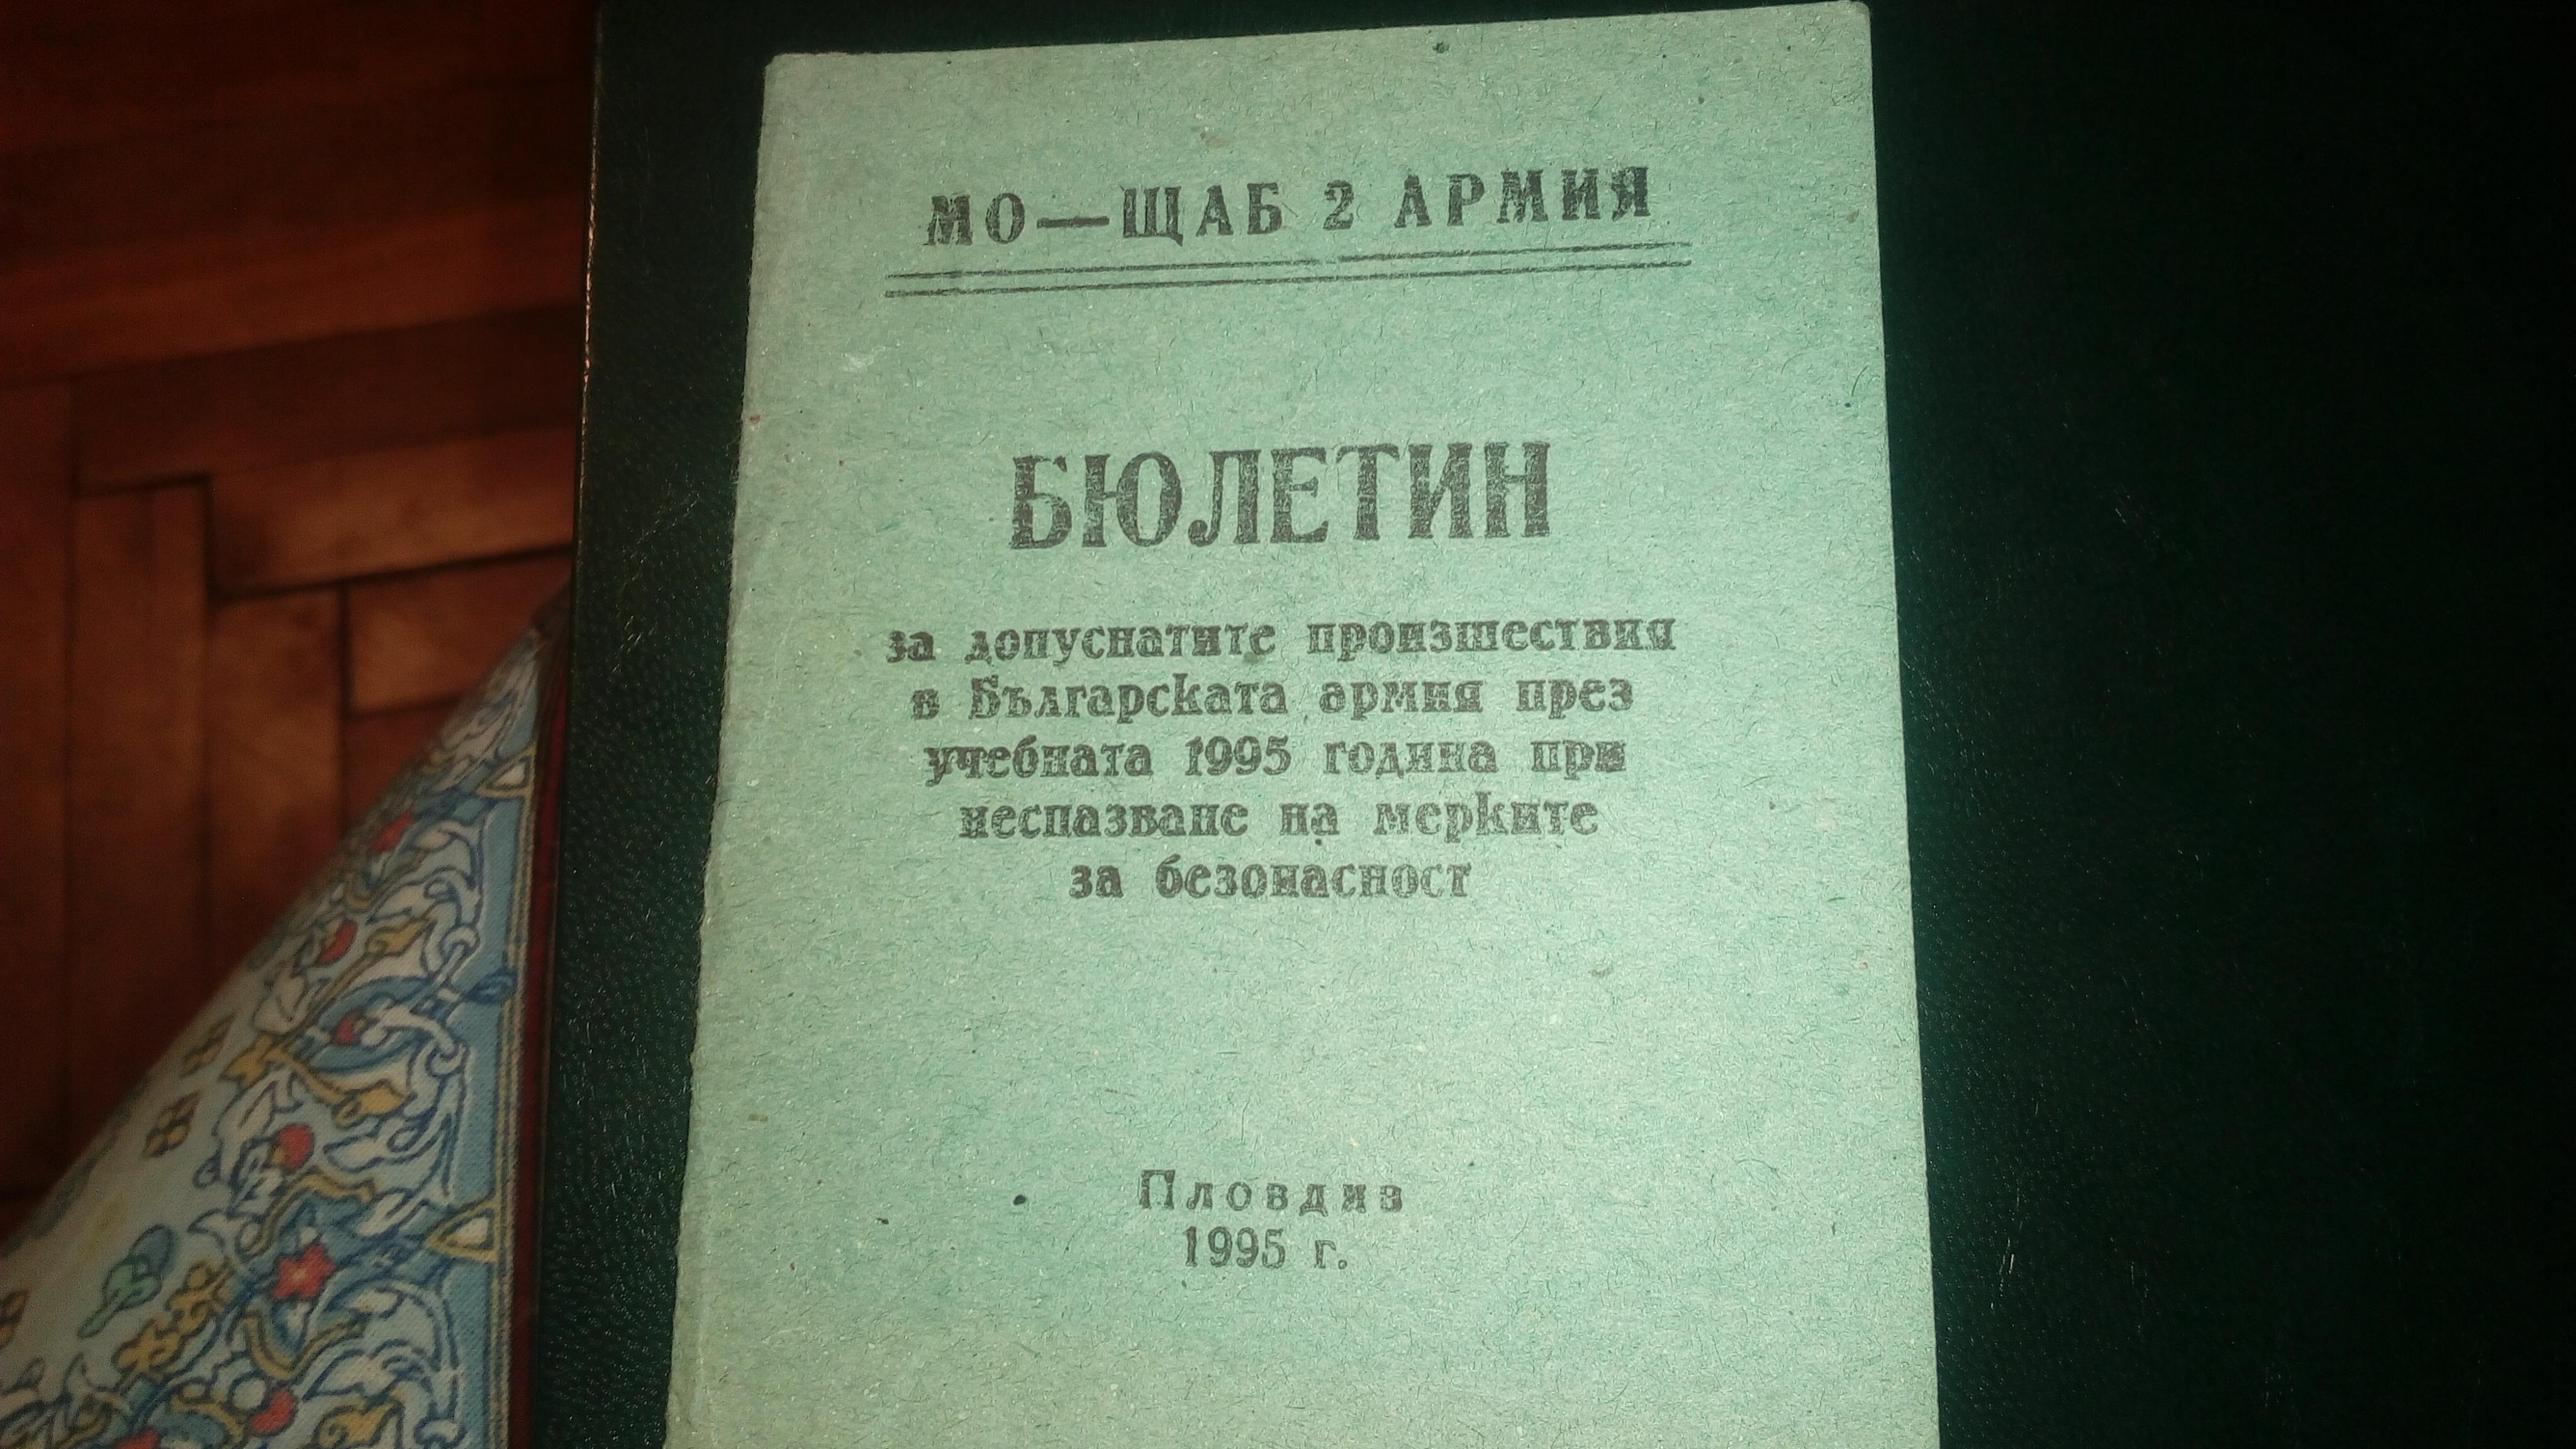 МО—ЩАБ 2 АРМИЯ
БЮЛЕТИН
за допуснатите произшествия
в Българската армия през
учебната 1995 година при
неспазване на мерките
за безопасност
Пловдив
1995 г.